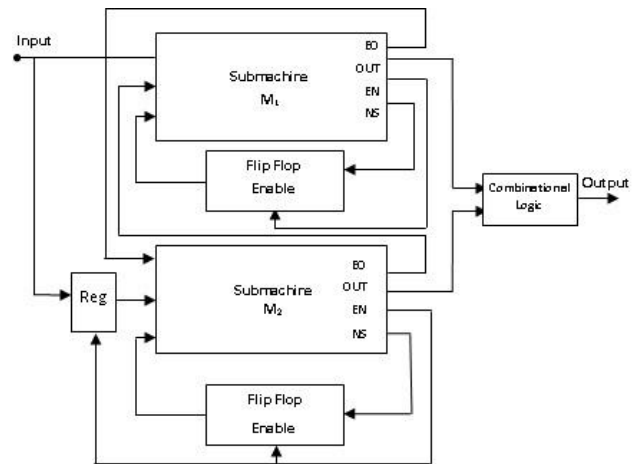 Input
Submachine
M₁
EO
OUT
EN
NS
Flip Flop
Enable
Combinational
Logic
Output
Reg
Submachine
M₂
EO
OUT
EN
NS
Flip Flop
Enable